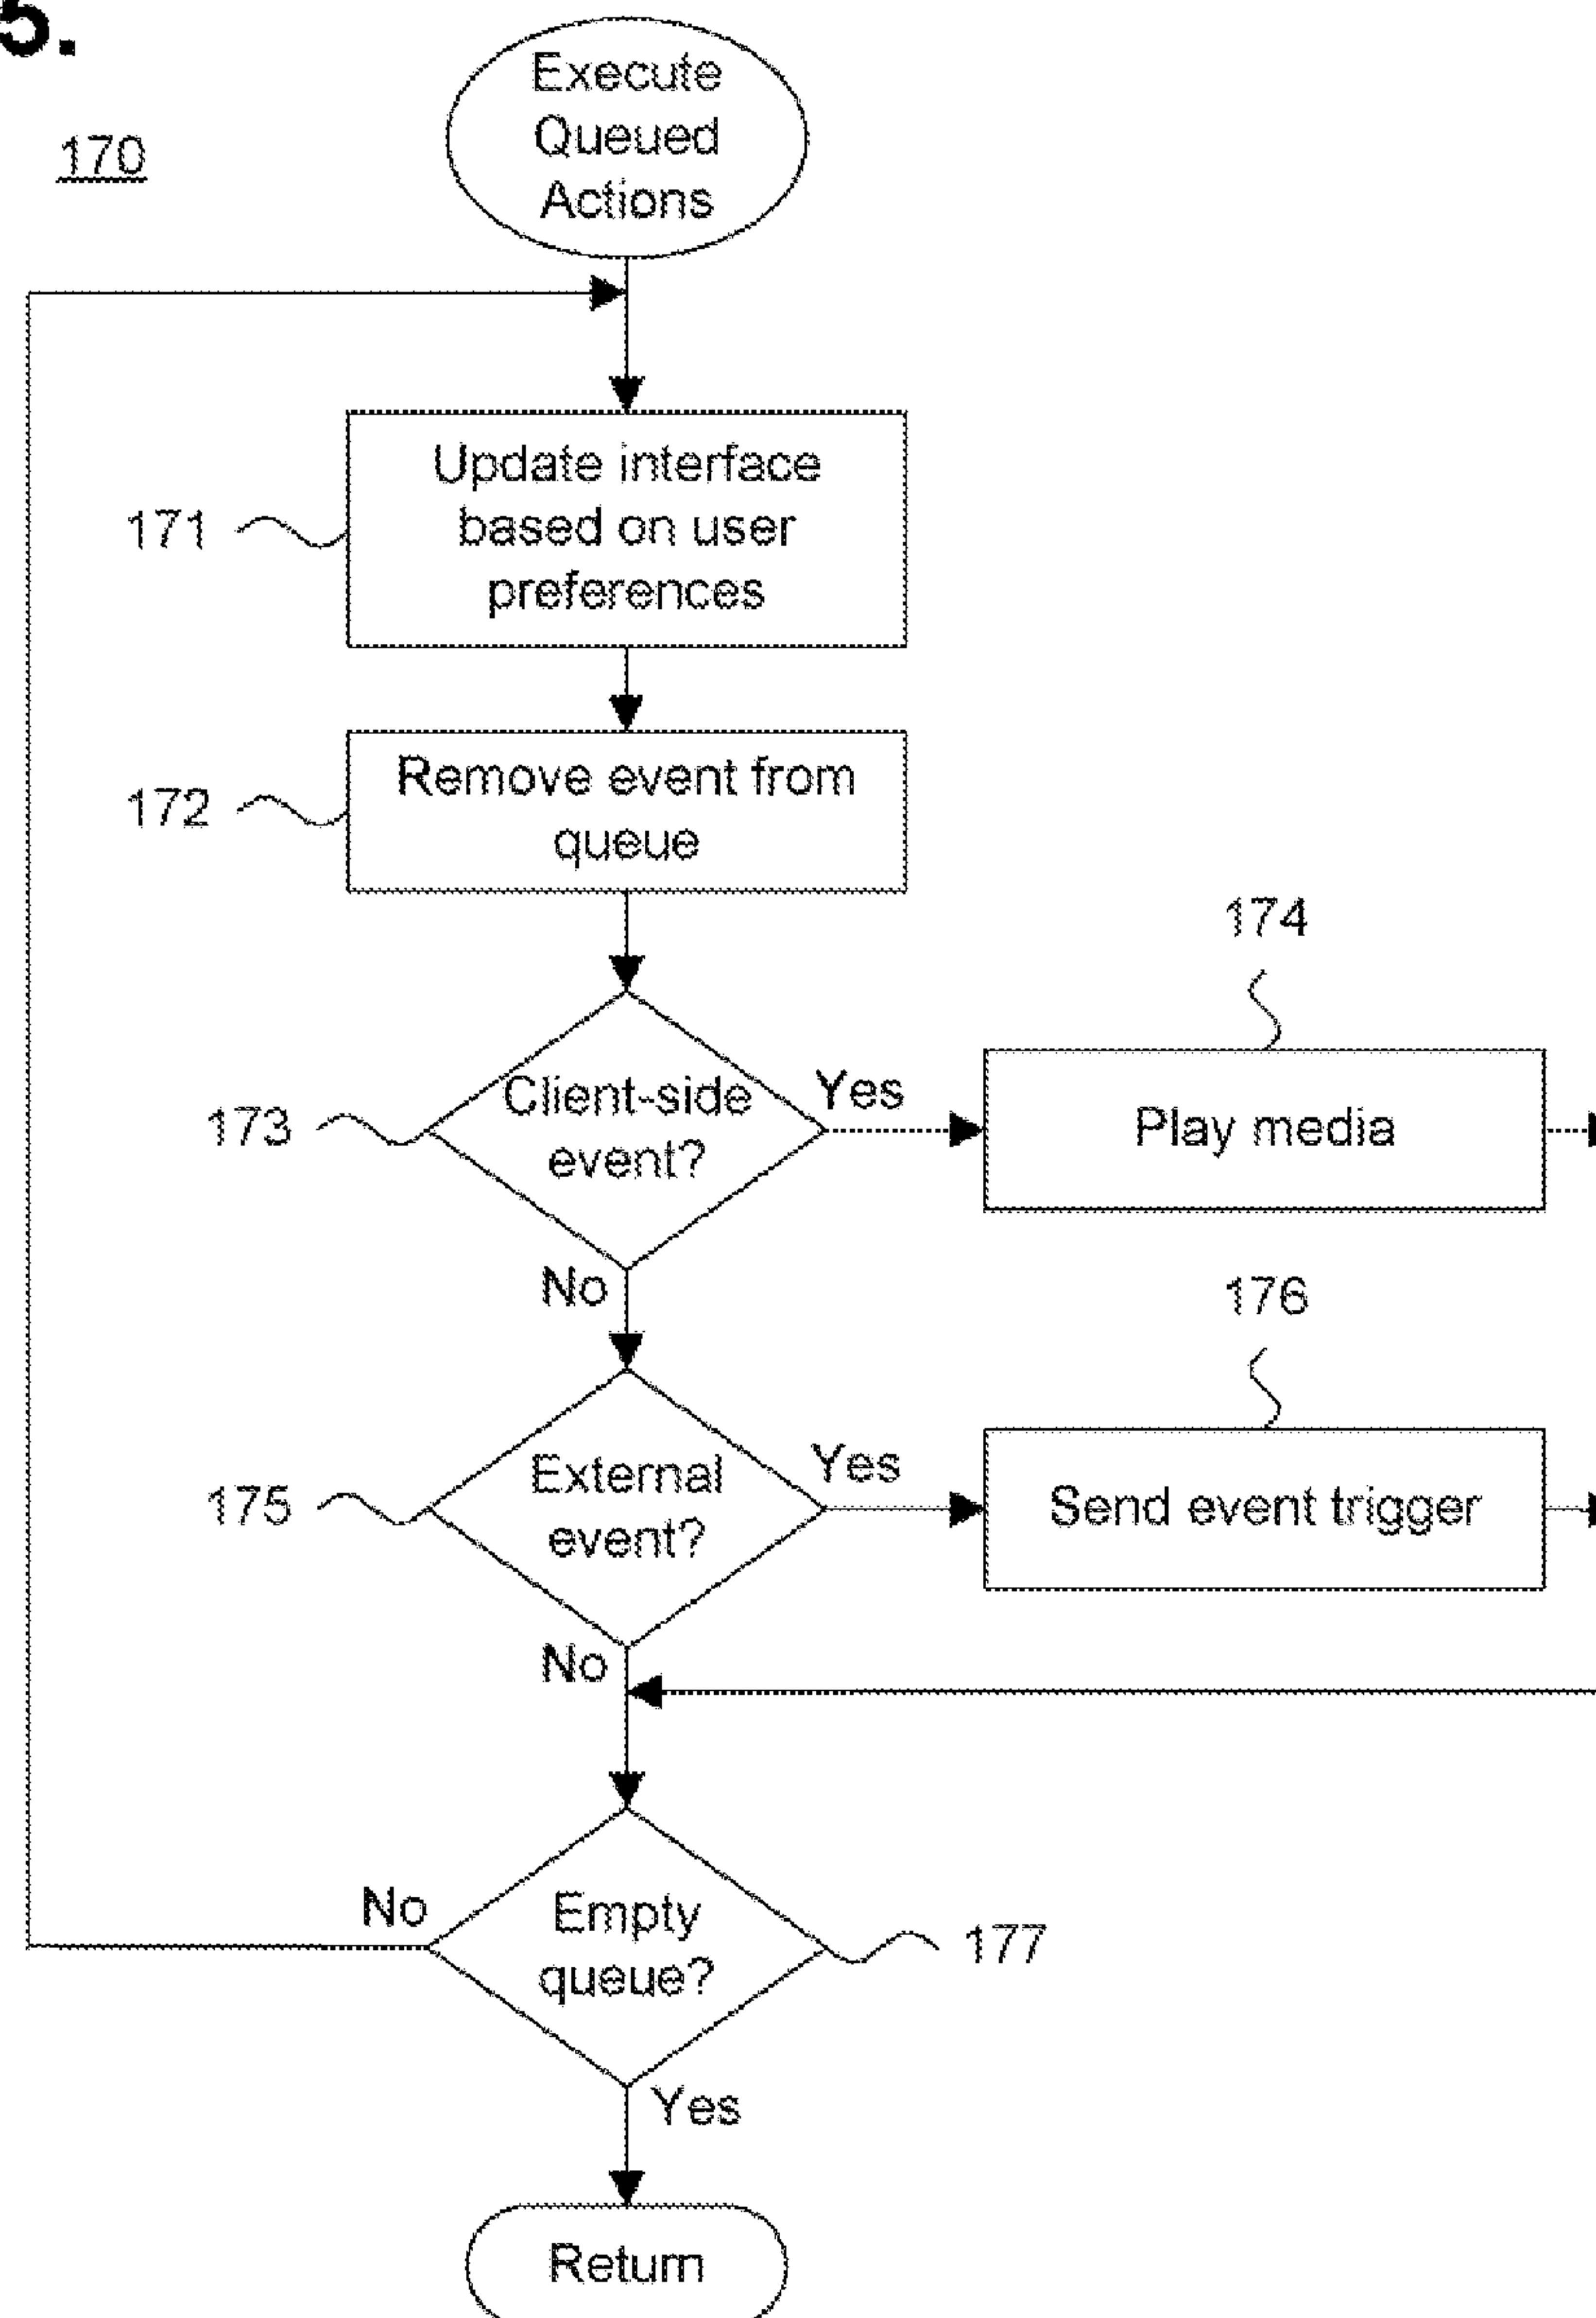 5.
170
Execute
Queued
Actions
171
Update interface
based on user
preferences
172
Remove event from
queue
173
Client-side
event?
Yes
174
Play media
No
175
External
event?
Yes
176
Send event trigger
No
No
Empty
queue?
177
Yes
Return